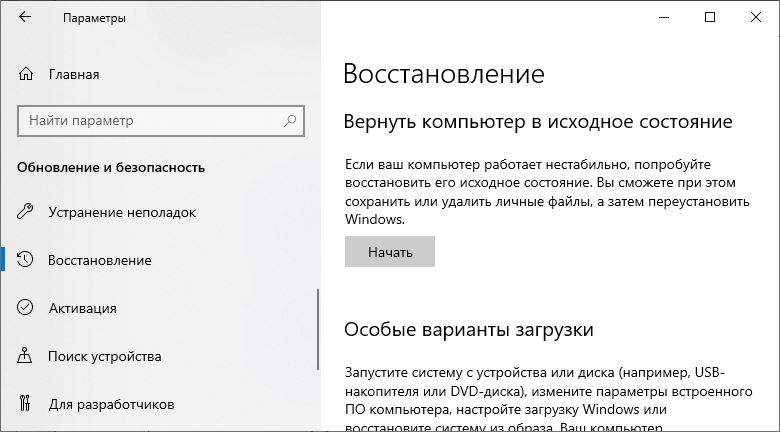 Параметры
Главная
Найти параметр
Обновление и безопасность
Устранение неполадок
Восстановление
Активация
Поиск устройства
Для разработчиков
Восстановление
Вернуть компьютер в исходное состояние
Если ваш компьютер работает нестабильно, попробуйте
восстановить его исходное состояние. Вы сможете при этом
сохранить или удалить личные файлы, а затем переустановить
Windows.
Начать
Особые варианты загрузки
Запустите систему с устройства или диска (например, USB-
накопителя или DVD-диска), измените параметры встроенного
ПО компьютера, настройте загрузку Windows или
восстановите систему из образа. Ваш компьютер